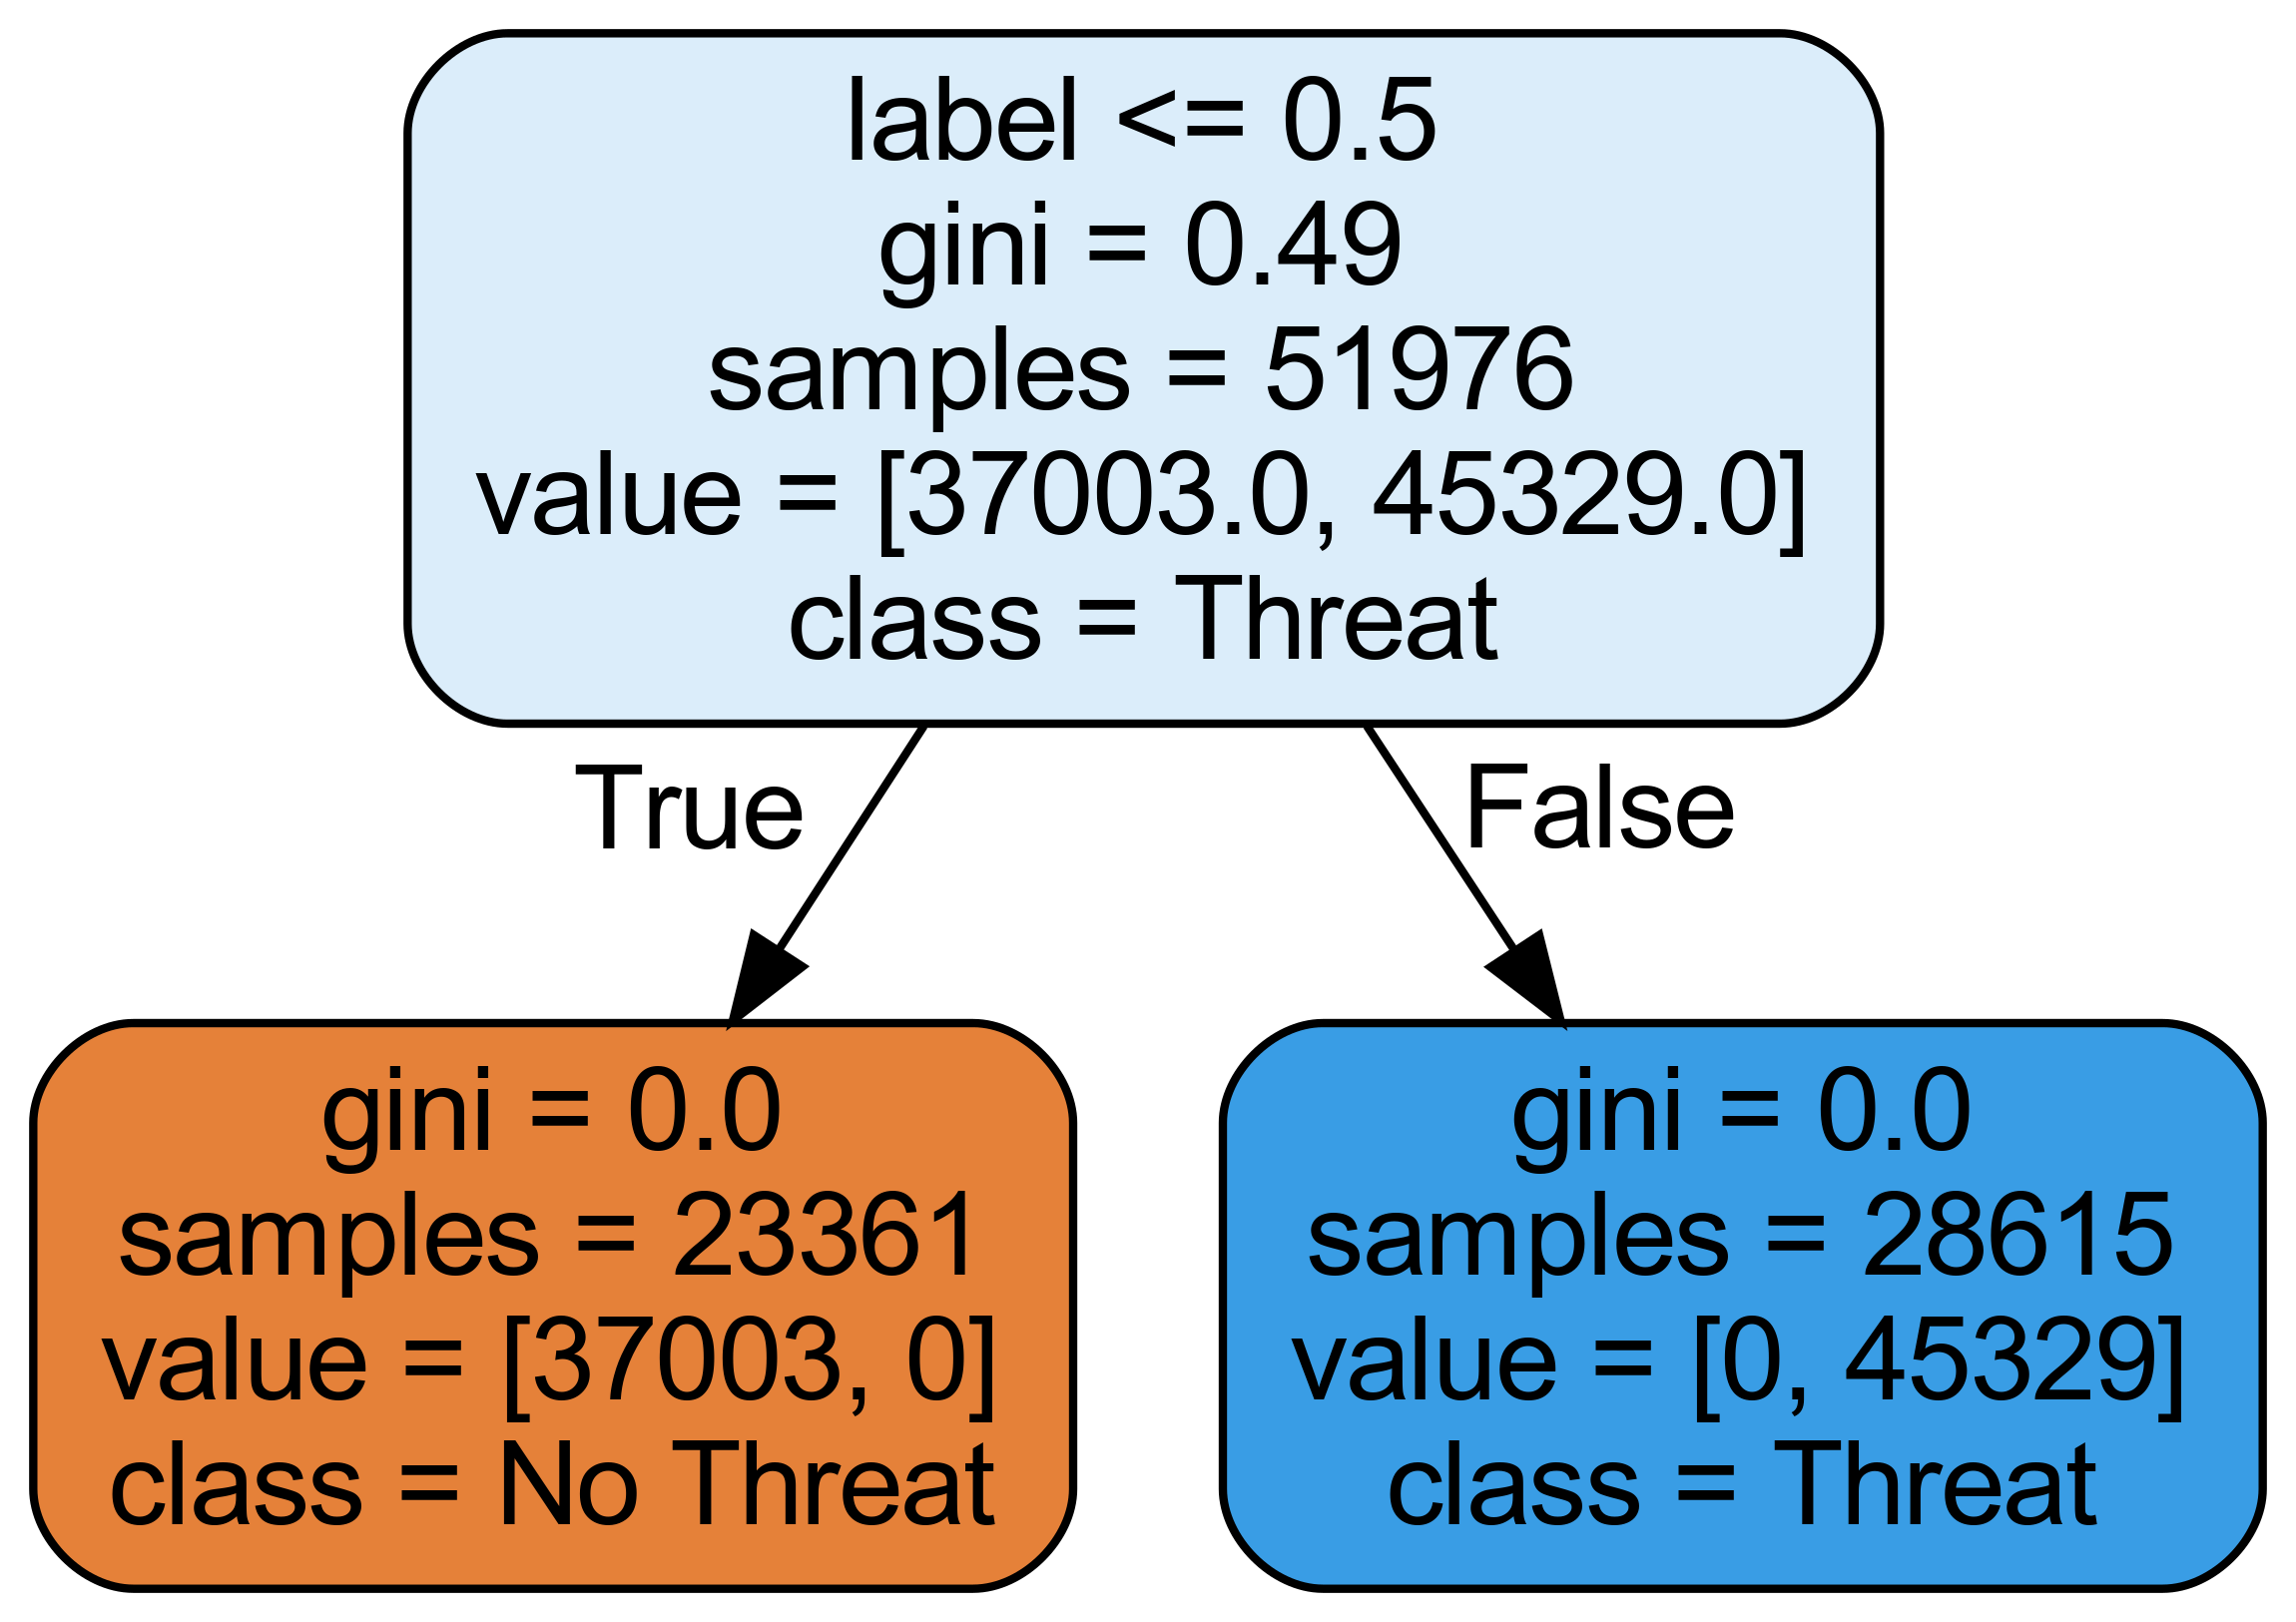 label <= 0.5
gini = 0.49
samples = 51976
value = [37003.0, 45329.0]
class = Threat
True
False
gini = 0.0
samples = 23361
value = [37003, 0]
class = No Threat
gini = 0.0
samples = 28615
value = [0, 45329]
class = Threat